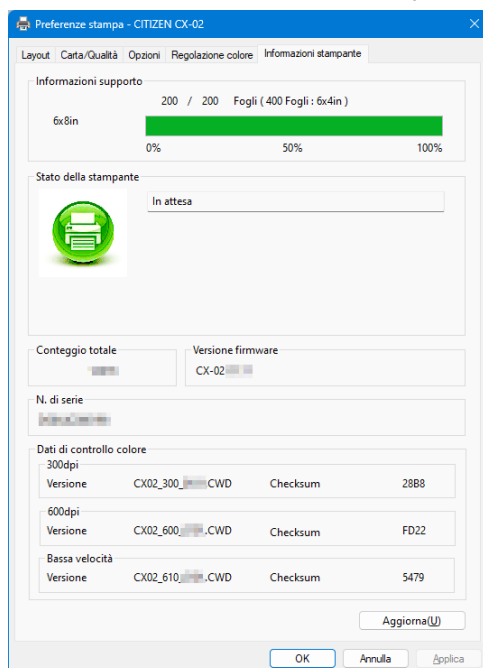 Preferenze stampa - CITIZEN CX-02
Layout Carta/Qualità Opzioni Regolazione colore Informazioni stampante
Informazioni supporto
200 / 200 Fogli ( 400 Fogli : 6x4in )
6x8in
0% 50% 100%
Stato della stampante
In attesa
Conteggio totale Versione firmware
CX-02
N. di serie
Dati di controllo colore
300dpi
Versione CX02_300_ CWD Checksum 28B8
600dpi
Versione CX02_600_ .CWD Checksum FD22
Bassa velocità
Versione CX02_610_ .CWD Checksum 5479
Aggiorna(U)
OK Annulla Applica